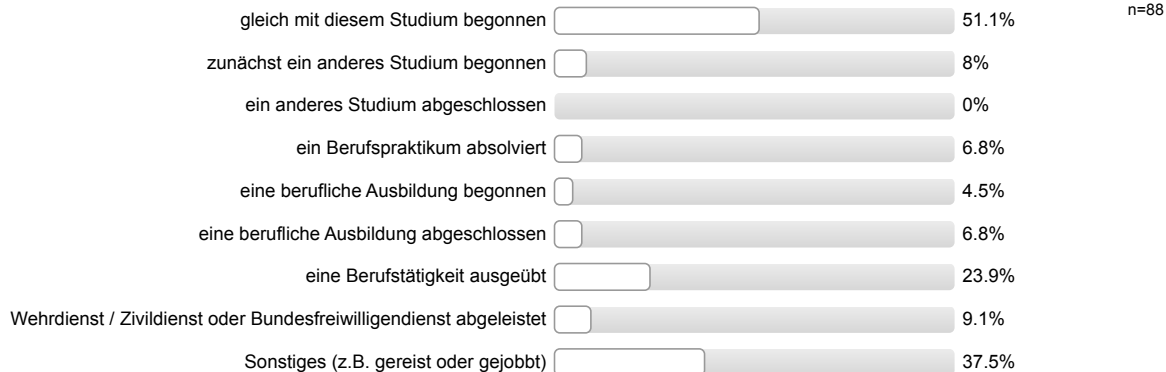 gleich mit diesem Studium begonnen 51.1% n=88
zunächst ein anderes Studium begonnen 8%
ein anderes Studium abgeschlossen 0%
ein Berufspraktikum absolviert 6.8%
eine berufliche Ausbildung begonnen 4.5%
eine berufliche Ausbildung abgeschlossen 6.8%
eine Berufstätigkeit ausgeübt 23.9%
Wehrdienst / Zivildienst oder Bundesfreiwilligendienst abgeleistet 9.1%
Sonstiges (z.B. gereist oder gejobbt) 37.5%